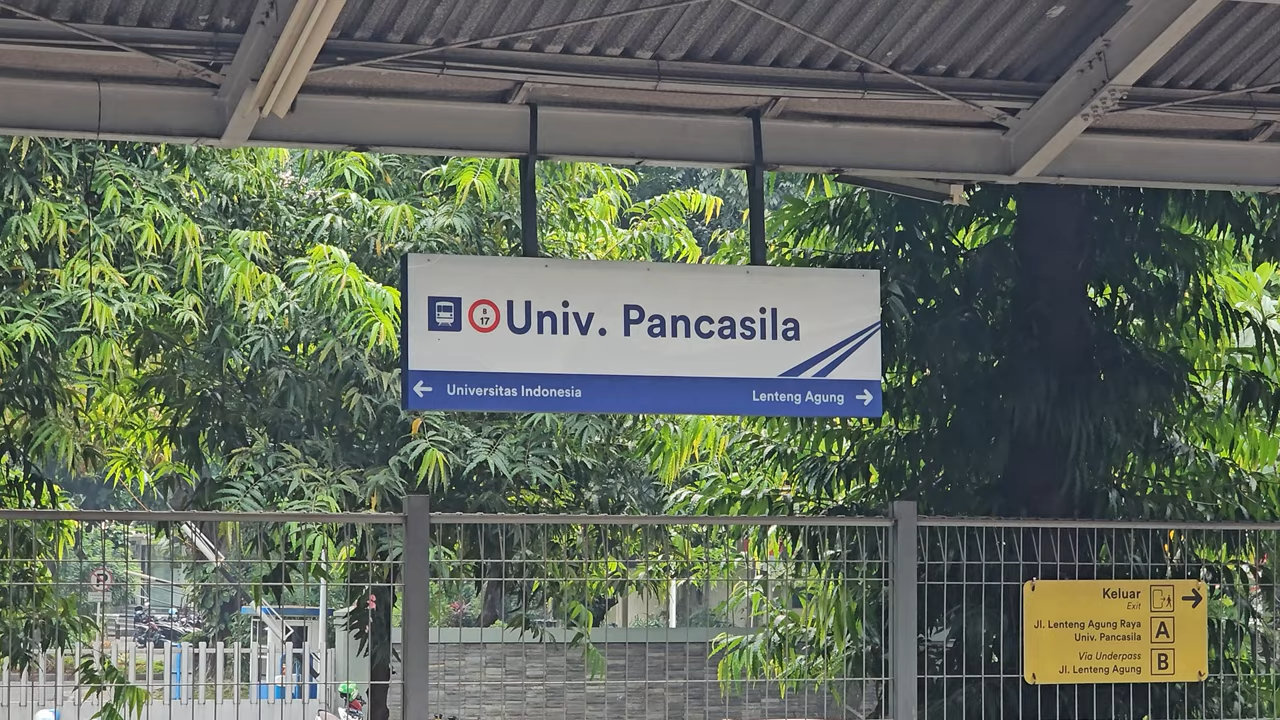 B
17
Univ. Pancasila
Universitas Indonesia
Lenteng Agung
P
Keluar
Exit
Jl. Lenteng Agung Raya
Univ. Pancasila
A
Via Underpass
Jl. Lenteng Agung
B